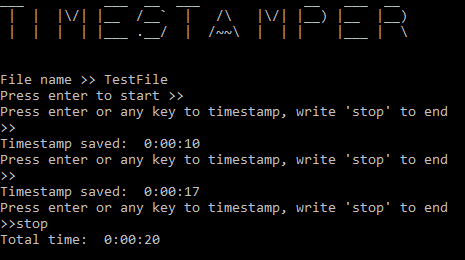 TIMESTAMPER
File name >> TestFile
Press enter to start >>
Press enter or any key to timestamp, write 'stop' to end
>>
Timestamp saved:  0:00:10
Press enter or any key to timestamp, write 'stop' to end
>>
Timestamp saved:  0:00:17
Press enter or any key to timestamp, write 'stop' to end
>>stop
Total time:  0:00:20